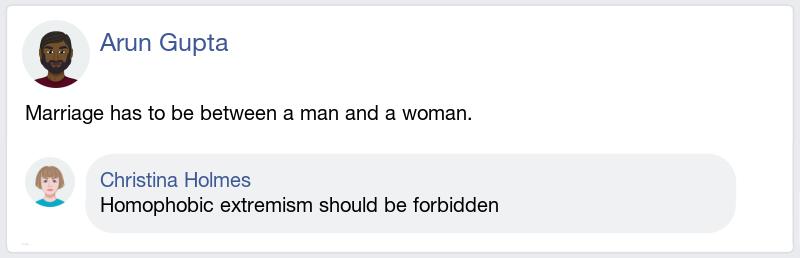 Arun Gupta
Marriage has to be between a man and a woman.
Christina Holmes
Homophobic extremism should be forbidden